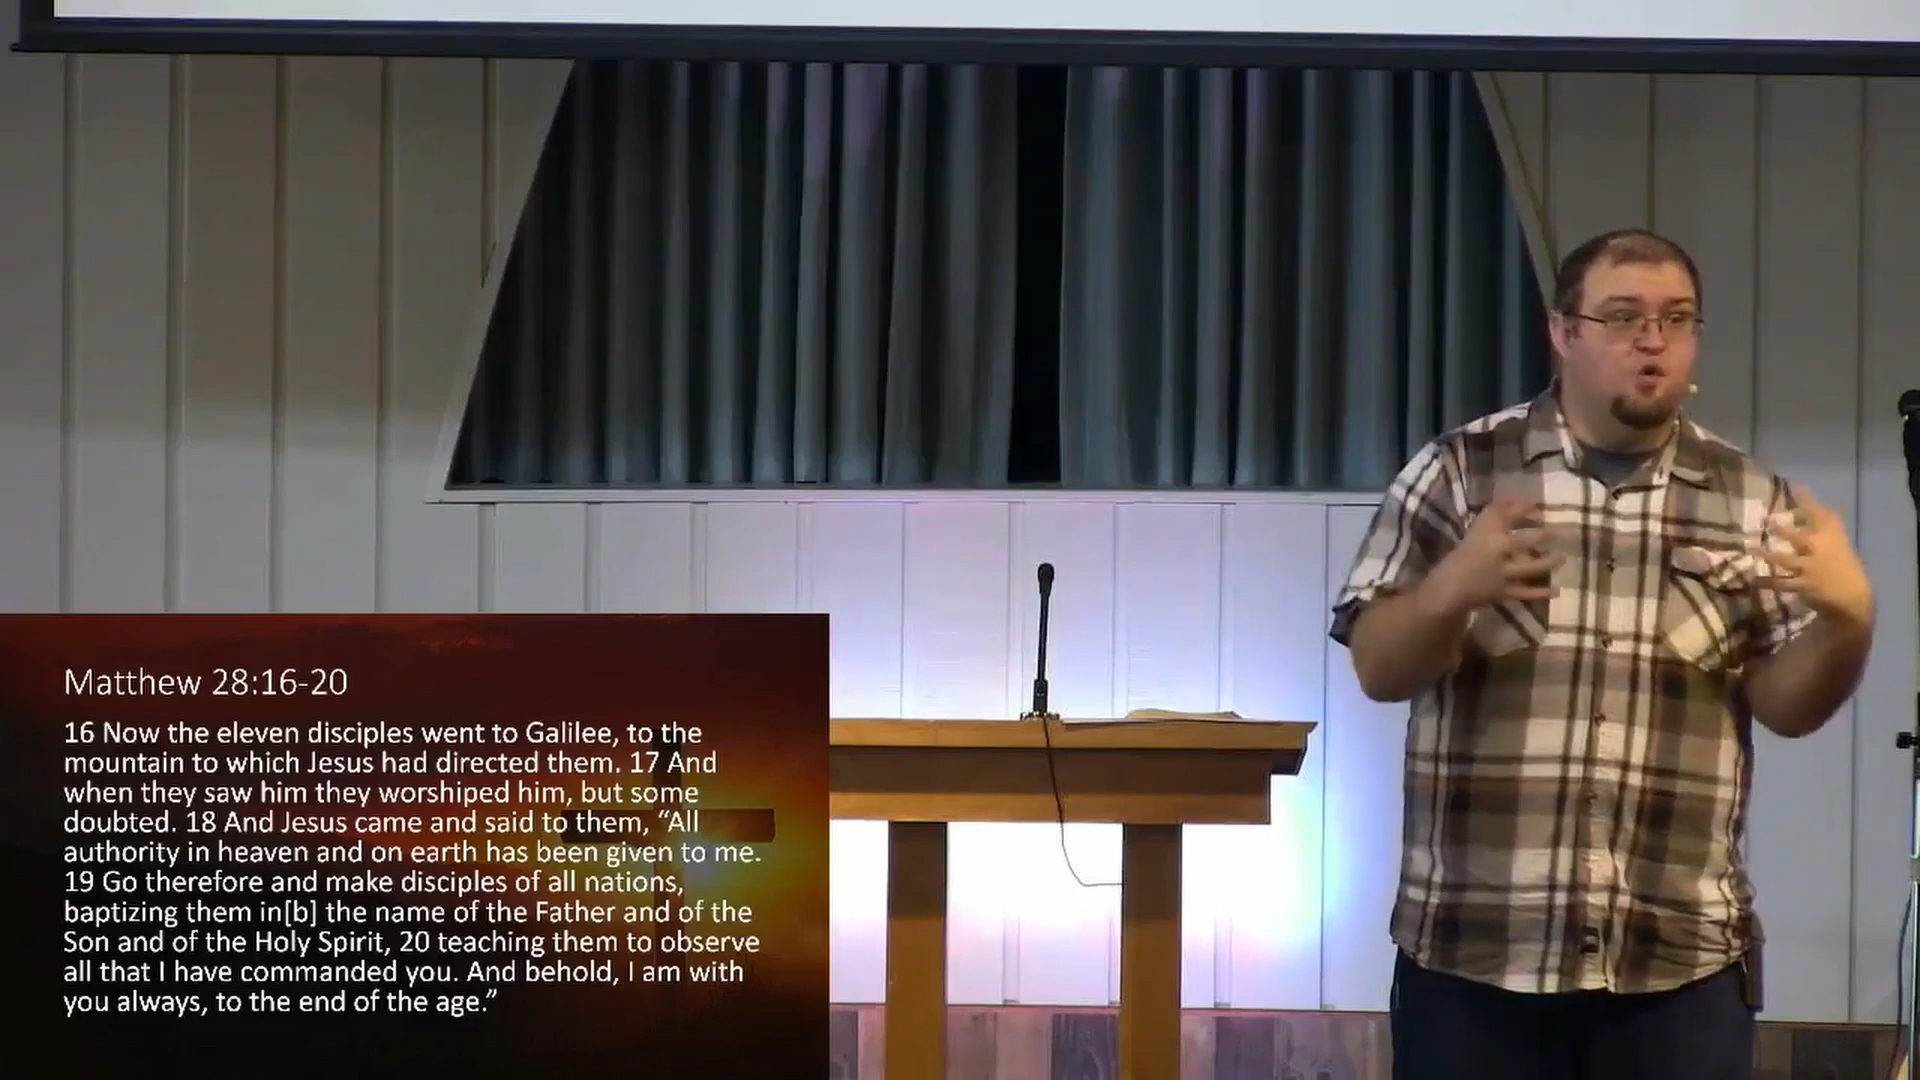 Matthew 28:16-20
16 Now the eleven disciples went to Galilee, to the
mountain to which Jesus had directed them. 17 And
when they saw him they worshiped him, but some
doubted. 18 And Jesus came and said to them, “All
authority in heaven and on earth has been given to me.
19 Go therefore and make disciples of all nations,
baptizing them in[b] the name of the Father and of the
Son and of the Holy Spirit, 20 teaching them to observe
all that I have commanded you. And behold, I am with
you always, to the end of the age.”